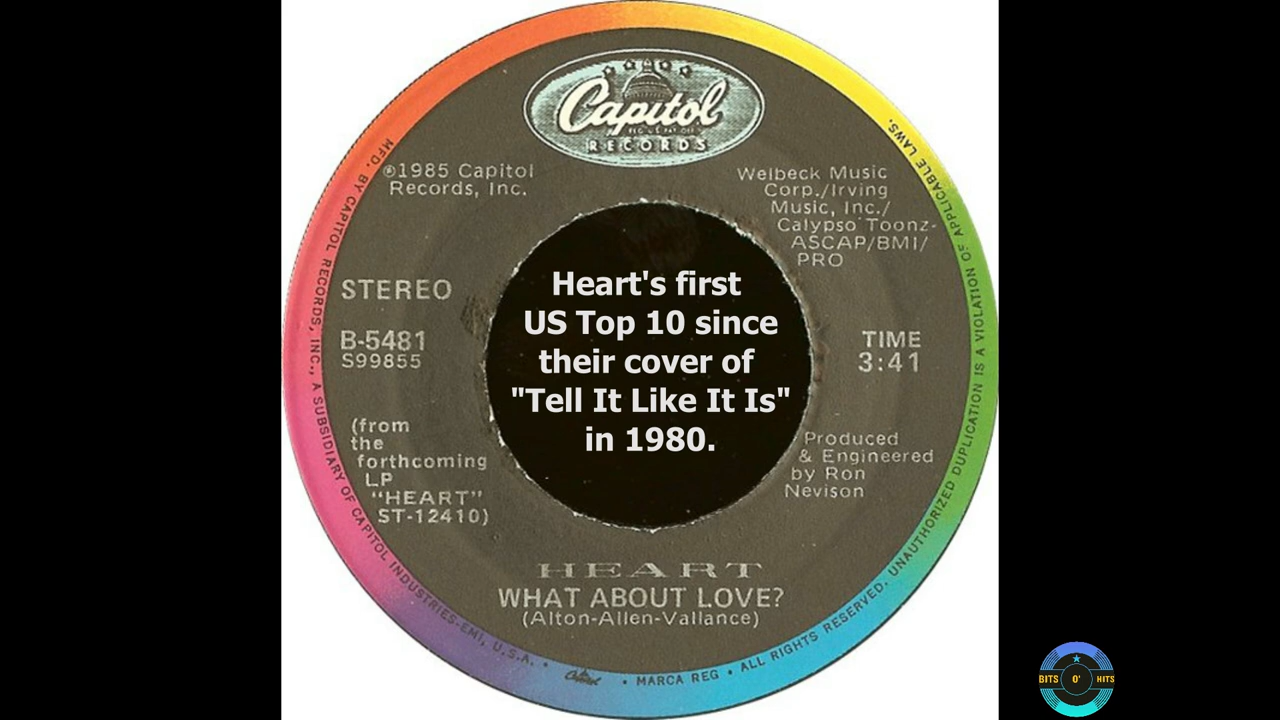 Capitol
REG. U.S. PAT. OFF.
RECORDS
℗1985 Capitol
Records, Inc.
Welbeck Music
Corp./Irving
Music, Inc./
Calypso Toonz-
ASCAP/BMI/
PRO
STEREO
B-5481
S99855
TIME
3:41
Heart's first
US Top 10 since
their cover of
"Tell It Like It Is"
in 1980.
(from
the
forthcoming
LP
"HEART"
ST-12410)
Produced
& Engineered
by Ron
Nevison
HEART
WHAT ABOUT LOVE?
(Alton-Allen-Vallance)
MFD. BY CAPITOL RECORDS, INC., A SUBSIDIARY OF CAPITOL INDUSTRIES-EMI, U.S.A. • Capitol • MARCA REG • ALL RIGHTS RESERVED. UNAUTHORIZED DUPLICATION IS A VIOLATION OF APPLICABLE LAWS.
BITS O' HITS